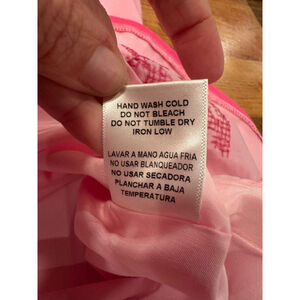 HAND WASH COLD
DO NOT BLEACH
DO NOT TUMBLE DRY
IRON LOW
LAVAR A MANO AGUA FRIA
NO USAR BLANQUEADOR
NO USAR SECADORA
PLANCHAR A BAJA
TEMPERATURA